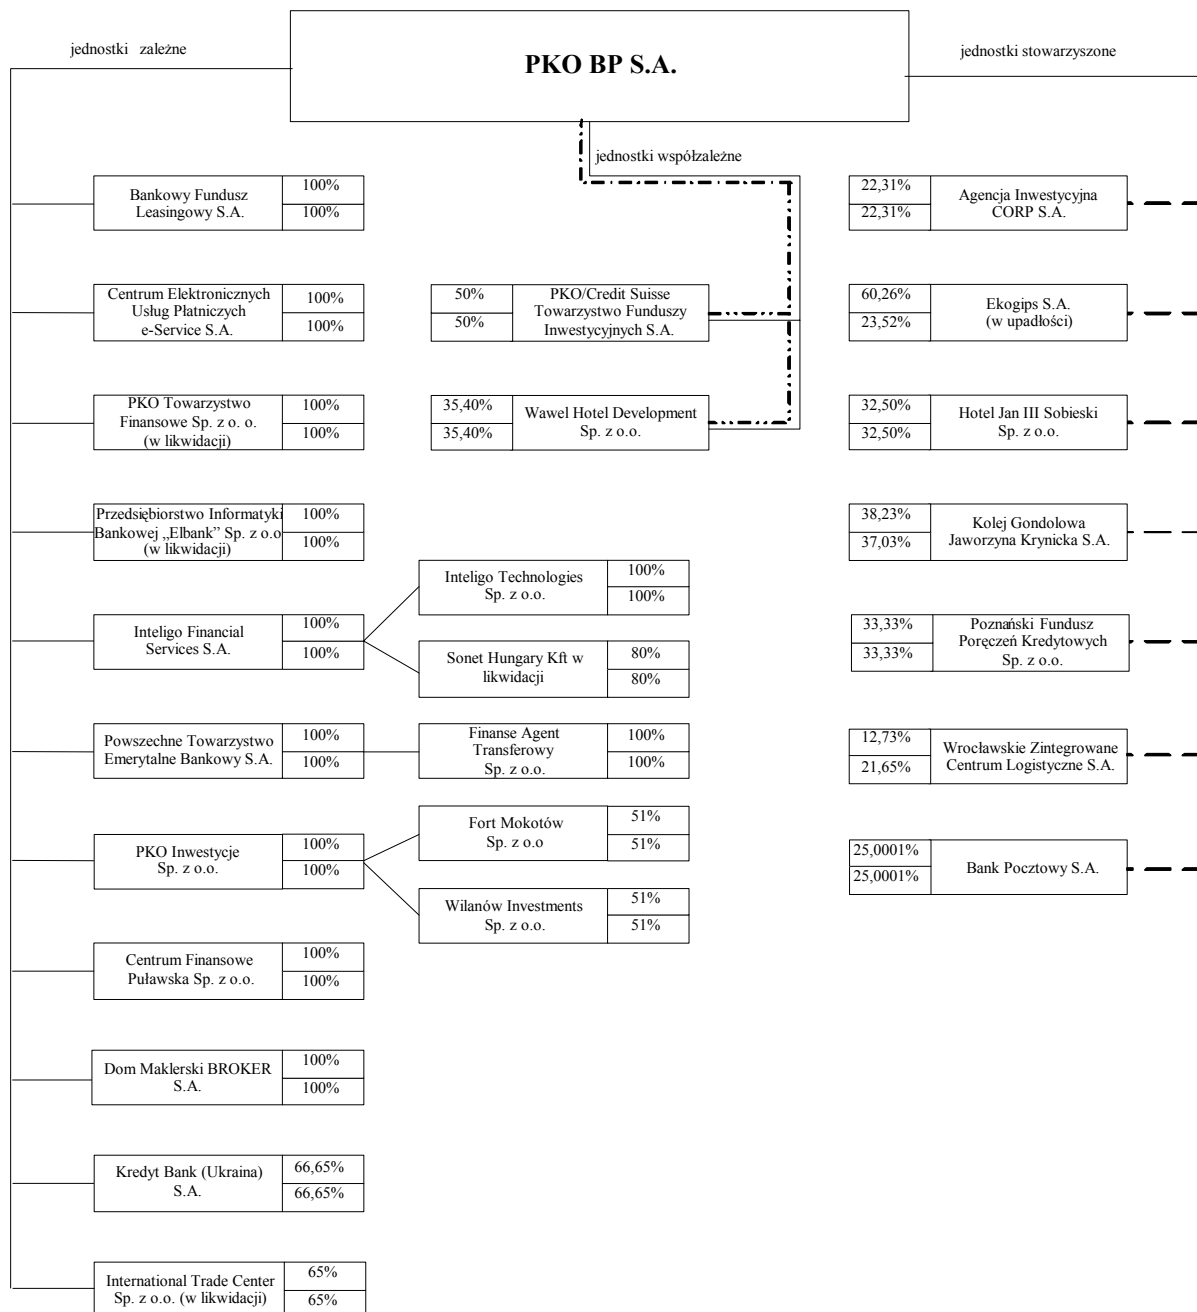 jednostki zależne
PKO BP S.A.
jednostki stowarzyszone
jednostki współzależne
Bankowy Fundusz
Leasingowy S.A.
100%
100%
22,31%
22,31%
Agencja Inwestycyjna
CORP S.A.
Centrum Elektronicznych
Usług Płatniczych
e-Service S.A.
100%
100%
50%
50%
PKO/Credit Suisse
Towarzystwo Funduszy
Inwestycyjnych S.A.
60,26%
23,52%
Ekogips S.A.
(w upadłości)
PKO Towarzystwo
Finansowe Sp. z o. o.
(w likwidacji)
100%
100%
35,40%
35,40%
Wawel Hotel Development
Sp. z o.o.
32,50%
32,50%
Hotel Jan III Sobieski
Sp. z o.o.
Przedsiębiorstwo Informatyki
Bankowej „Elbank” Sp. z o.o
(w likwidacji)
100%
100%
38,23%
37,03%
Kolej Gondolowa
Jaworzyna Krynicka S.A.
Inteligo Financial
Services S.A.
100%
100%
Inteligo Technologies
Sp. z o.o.
100%
100%
Sonet Hungary Kft w
likwidacji
80%
80%
33,33%
33,33%
Poznański Fundusz
Poręczeń Kredytowych
Sp. z o.o.
Powszechne Towarzystwo
Emerytalne Bankowy S.A.
100%
100%
Finanse Agent
Transferowy
Sp. z o.o.
100%
100%
12,73%
21,65%
Wrocławskie Zintegrowane
Centrum Logistyczne S.A.
PKO Inwestycje
Sp. z o.o.
100%
100%
Fort Mokotów
Sp. z o.o
51%
51%
Wilanów Investments
Sp. z o.o.
51%
51%
25,0001%
25,0001%
Bank Pocztowy S.A.
Centrum Finansowe
Puławska Sp. z o.o.
100%
100%
Dom Maklerski BROKER
S.A.
100%
100%
Kredyt Bank (Ukraina)
S.A.
66,65%
66,65%
International Trade Center
Sp. z o.o. (w likwidacji)
65%
65%